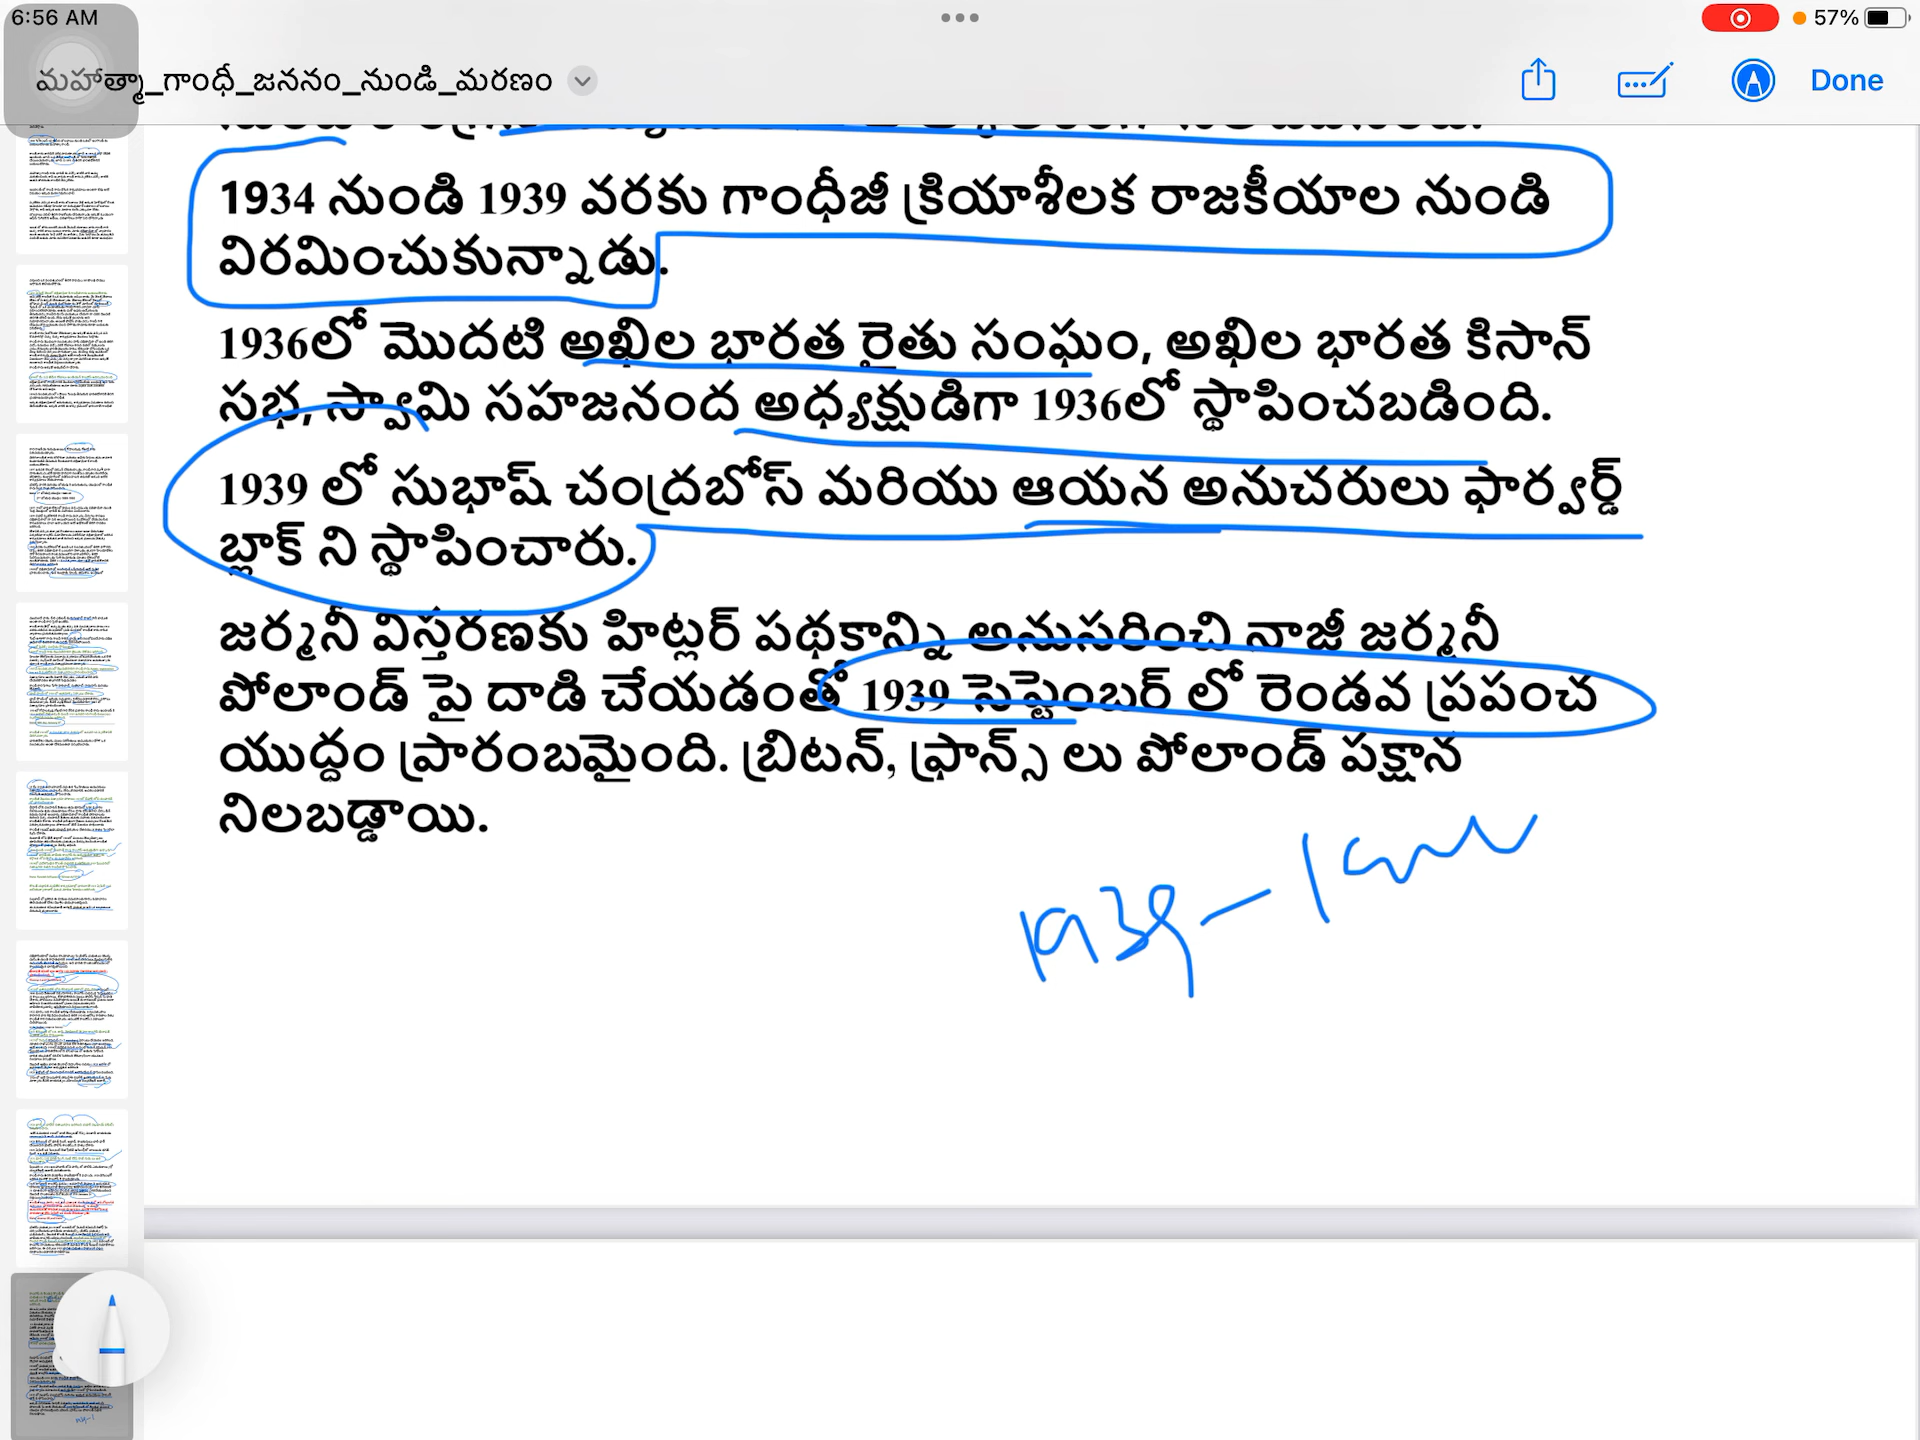 6:56 AM
57%
మహాత్మా_గాంధీ_జననం_నుండి_మరణం
Done
1934 నుండి 1939 వరకు గాంధీజీ క్రియాశీలక రాజకీయాల నుండి
విరమించుకున్నాడు.
1936లో మొదటి అఖిల భారత రైతు సంఘం, అఖిల భారత కిసాన్
సభ, స్వామి సహజనంద అధ్యక్షుడిగా 1936లో స్థాపించబడింది.
1939 లో సుభాష్ చంద్రబోస్ మరియు ఆయన అనుచరులు ఫార్వర్డ్
బ్లాక్ ని స్థాపించారు.
జర్మనీ విస్తరణకు హిట్లర్ పథకాన్ని అనుసరించి నాజీ జర్మనీ
పోలాండ్ పై దాడి చేయడంతో 1939 సెప్టెంబర్ లో రెండవ ప్రపంచ
యుద్ధం ప్రారంబమైంది. బ్రిటన్, ఫ్రాన్స్ లు పోలాండ్ పక్షాన
నిలబడ్డాయి.
1939 –